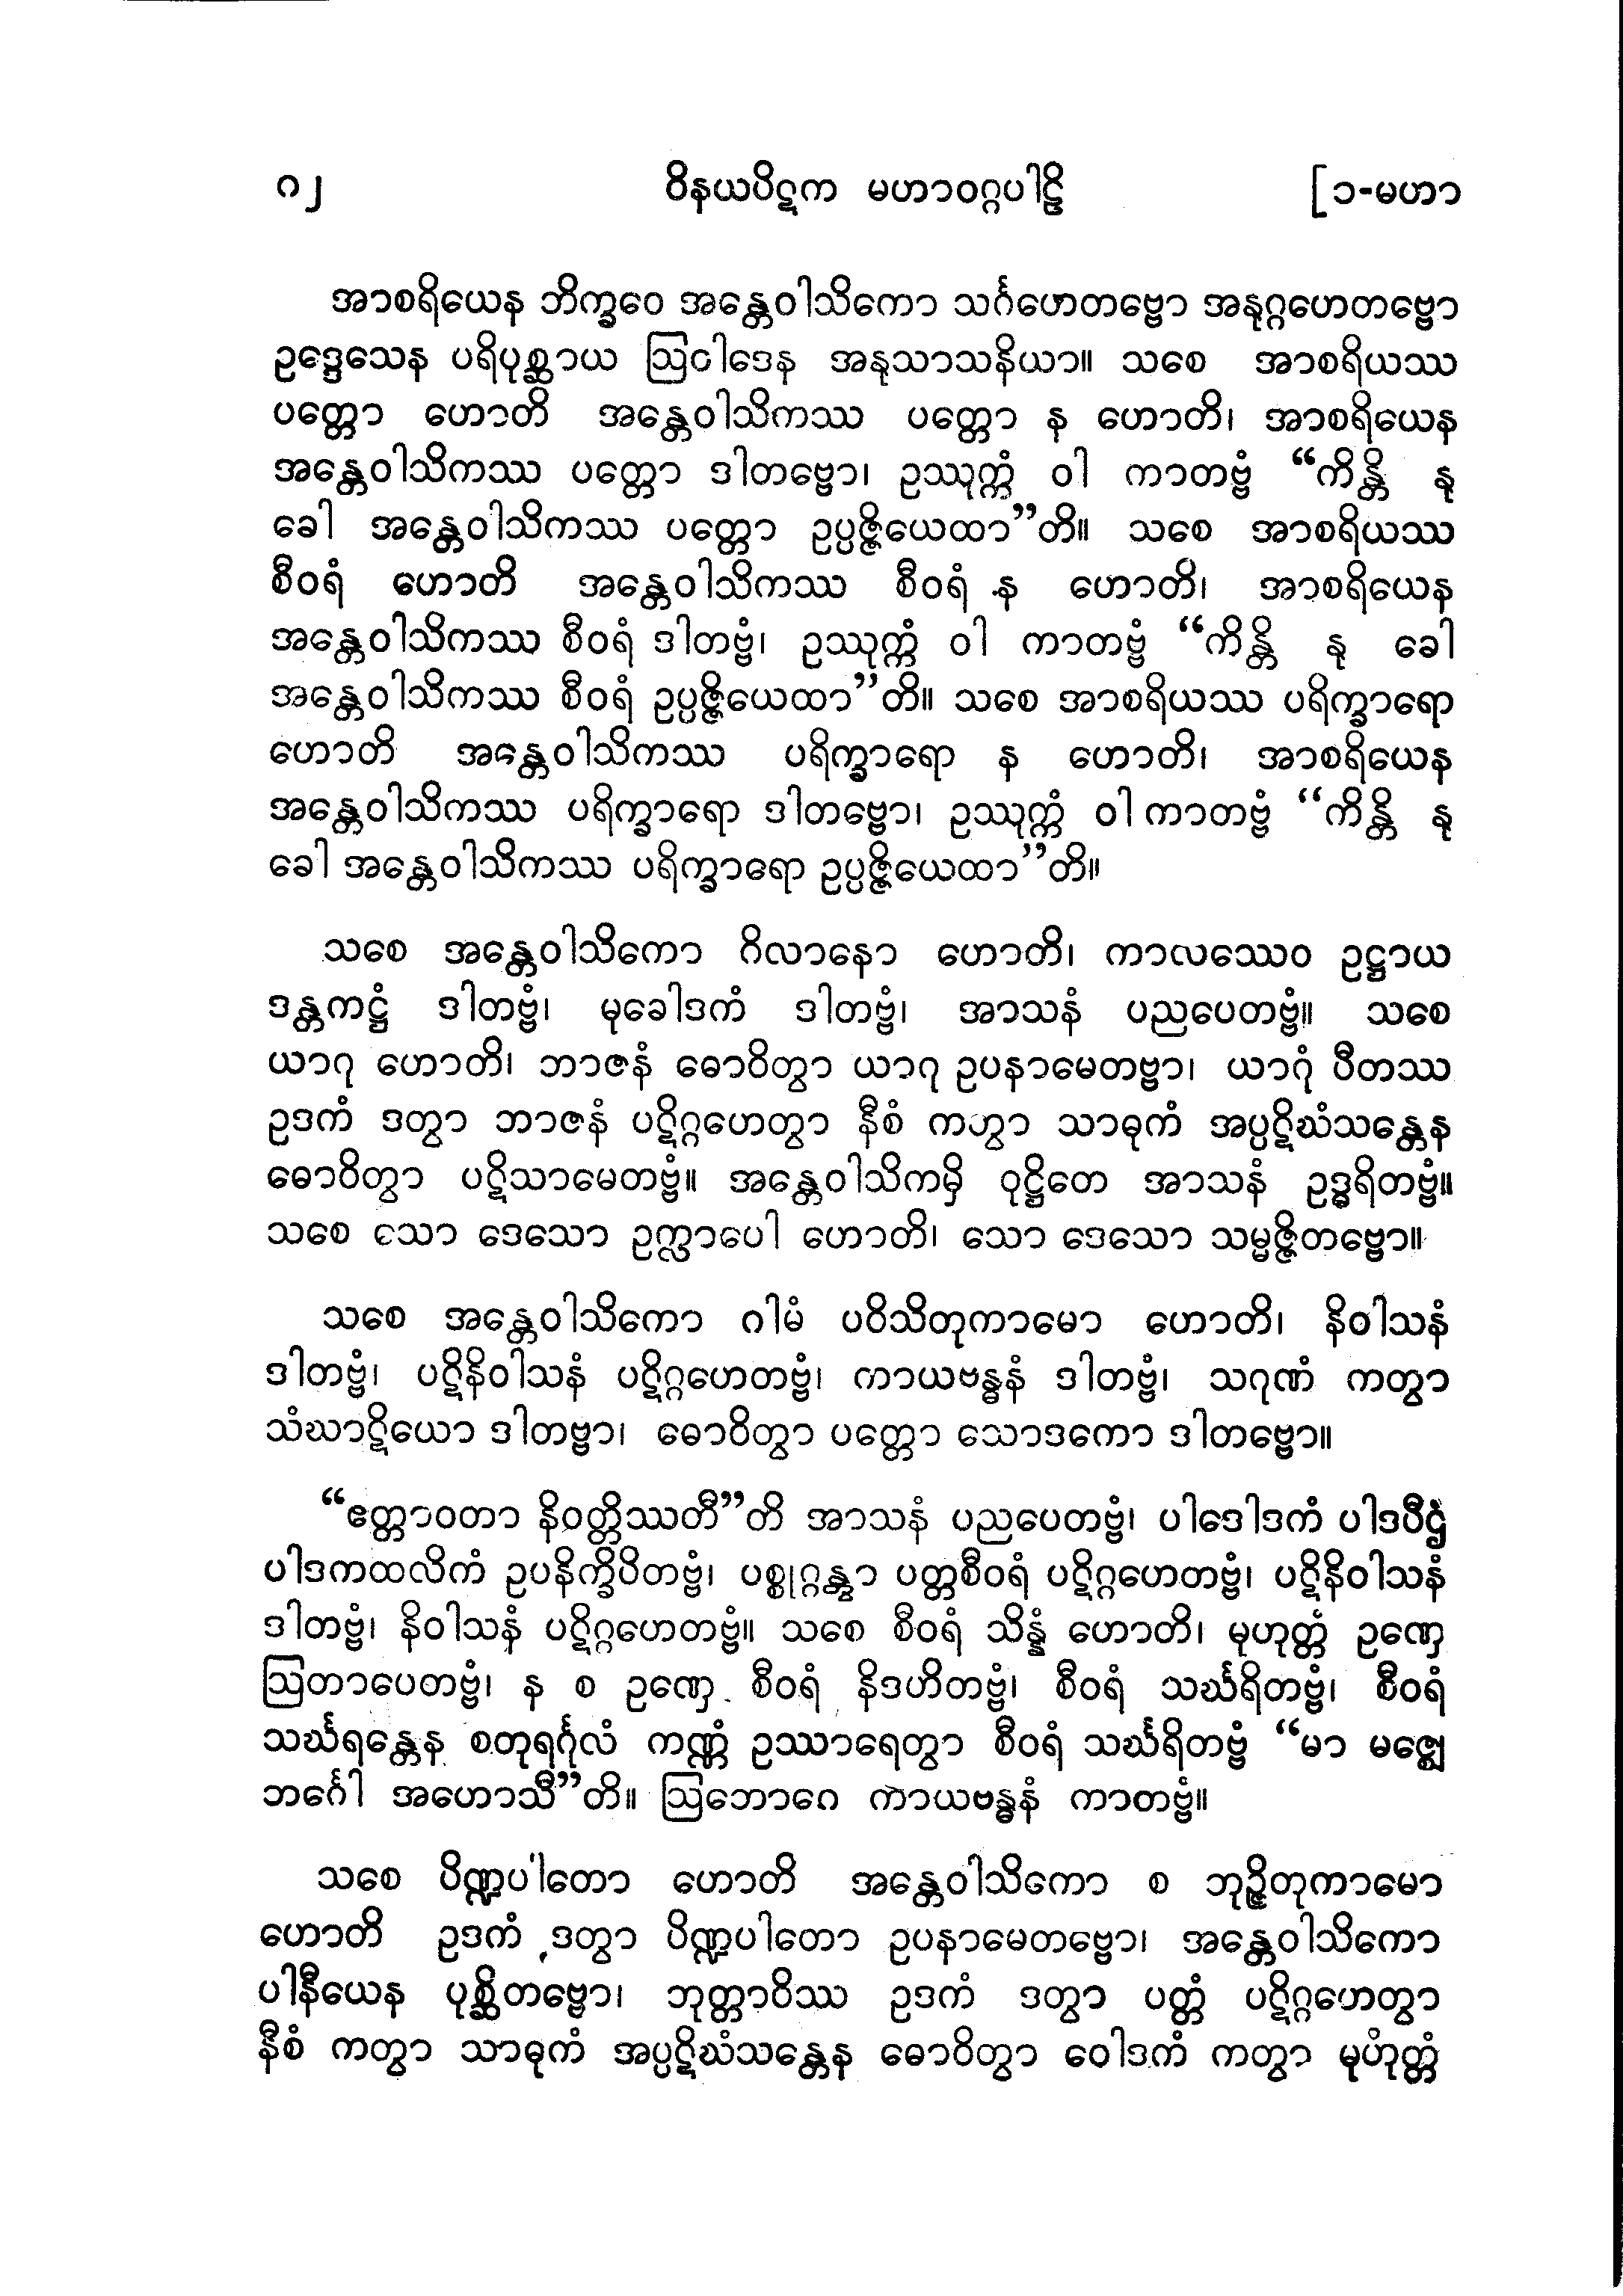 ၈၂ ဝိနယပိဋက မဟာဝဂ္ဂပါဠိ [၁-မဟာ
အာစရိယေန ဘိက္ခဝေ အန္တေဝါသိကော သင်္ဂဟေတဗ္ဗော အနုဂ္ဂဟေတဗ္ဗော
ဥဒ္ဒေသေန ပရိပုစ္ဆာယ ဩဝါဒေန အနုသာသနိယာ။ သစေ အာစရိယဿ
ပတ္တော ဟောတိ အန္တေဝါသိကဿ ပတ္တော န ဟောတိ၊ အာစရိယေန
အန္တေဝါသိကဿ ပတ္တော ဒါတဗ္ဗော၊ ဥဿုက္ကံ ဝါ ကာတဗ္ဗံ “ကိန္တိ နု
ခေါ အန္တေဝါသိကဿ ပတ္တော ဥပ္ပဇ္ဇိယေထာ”တိ။ သစေ အာစရိယဿ
စီဝရံ ဟောတိ အန္တေဝါသိကဿ စီဝရံ န ဟောတိ၊ အာစရိယေန
အန္တေဝါသိကဿ စီဝရံ ဒါတဗ္ဗံ၊ ဥဿုက္ကံ ဝါ ကာတဗ္ဗံ “ကိန္တိ နု ခေါ
အန္တေဝါသိကဿ စီဝရံ ဥပ္ပဇ္ဇိယေထာ”တိ။ သစေ အာစရိယဿ ပရိက္ခာရော
ဟောတိ အန္တေဝါသိကဿ ပရိက္ခာရော န ဟောတိ၊ အာစရိယေန
အန္တေဝါသိကဿ ပရိက္ခာရော ဒါတဗ္ဗော၊ ဥဿုက္ကံ ဝါ ကာတဗ္ဗံ “ကိန္တိ နု
ခေါ အန္တေဝါသိကဿ ပရိက္ခာရော ဥပ္ပဇ္ဇိယေထာ”တိ။
သစေ အန္တေဝါသိကော ဂိလာနော ဟောတိ၊ ကာလဿေဝ ဥဋ္ဌာယ
ဒန္တကဋ္ဌံ ဒါတဗ္ဗံ၊ မုခေါဒကံ ဒါတဗ္ဗံ၊ အာသနံ ပညပေတဗ္ဗံ။ သစေ
ယာဂု ဟောတိ၊ ဘာဇနံ ဓောဝိတွာ ယာဂု ဥပနာမေတဗ္ဗာ၊ ယာဂုံ ပီတဿ
ဥဒကံ ဒတွာ ဘာဇနံ ပဋိဂ္ဂဟေတွာ နီစံ ကတွာ သာဓုကံ အပ္ပဋိဃံသန္တေန
ဓောဝိတွာ ပဋိသာမေတဗ္ဗံ။ အန္တေဝါသိကမှိ ဝုဋ္ဌိတေ အာသနံ ဥဒ္ဓရိတဗ္ဗံ။
သစေ သော ဒေသော ဥက္လာပေါ ဟောတိ၊ သော ဒေသော သမ္မဇ္ဇိတဗ္ဗော။
သစေ အန္တေဝါသိကော ဂါမံ ပဝိသိတုကာမော ဟောတိ၊ နိဝါသနံ
ဒါတဗ္ဗံ၊ ပဋိနိဝါသနံ ပဋိဂ္ဂဟေတဗ္ဗံ၊ ကာယဗန္ဓနံ ဒါတဗ္ဗံ၊ သဂုဏံ ကတွာ
သံဃာဋိယော ဒါတဗ္ဗာ၊ ဓောဝိတွာ ပတ္တော သောဒကော ဒါတဗ္ဗော။
“ဧတ္တာဝတာ နိဝတ္တိဿတီ”တိ အာသနံ ပညပေတဗ္ဗံ၊ ပါဒေါဒကံ ပါဒပီဌံ
ပါဒကထလိကံ ဥပနိက္ခိပိတဗ္ဗံ၊ ပစ္စုဂ္ဂန္တွာ ပတ္တစီဝရံ ပဋိဂ္ဂဟေတဗ္ဗံ၊ ပဋိနိဝါသနံ
ဒါတဗ္ဗံ၊ နိဝါသနံ ပဋိဂ္ဂဟေတဗ္ဗံ။ သစေ စီဝရံ သိန္နံ ဟောတိ၊ မုဟုတ္တံ ဥဏှေ
ဩတာပေတဗ္ဗံ၊ န စ ဥဏှေ စီဝရံ နိဒဟိတဗ္ဗံ၊ စီဝရံ သင်္ဃရိတဗ္ဗံ၊ စီဝရံ
သင်္ဃရန္တေန စတုရင်္ဂုလံ ကဏ္ဏံ ဥဿာရေတွာ စီဝရံ သင်္ဃရိတဗ္ဗံ “မာ မဇ္ဈေ
ဘင်္ဂေါ အဟောသီ”တိ။ ဩဘောဂေ ကာယဗန္ဓနံ ကာတဗ္ဗံ။
သစေ ပိဏ္ဍပါတော ဟောတိ အန္တေဝါသိကော စ ဘုဉ္ဇိတုကာမော
ဟောတိ ဥဒကံ ဒတွာ ပိဏ္ဍပါတော ဥပနာမေတဗ္ဗော၊ အန္တေဝါသိကော
ပါနီယေန ပုစ္ဆိတဗ္ဗော၊ ဘုတ္တာဝိဿ ဥဒကံ ဒတွာ ပတ္တံ ပဋိဂ္ဂဟေတွာ
နီစံ ကတွာ သာဓုကံ အပ္ပဋိဃံသန္တေန ဓောဝိတွာ ဝေါဒကံ ကတွာ မုဟုတ္တံ